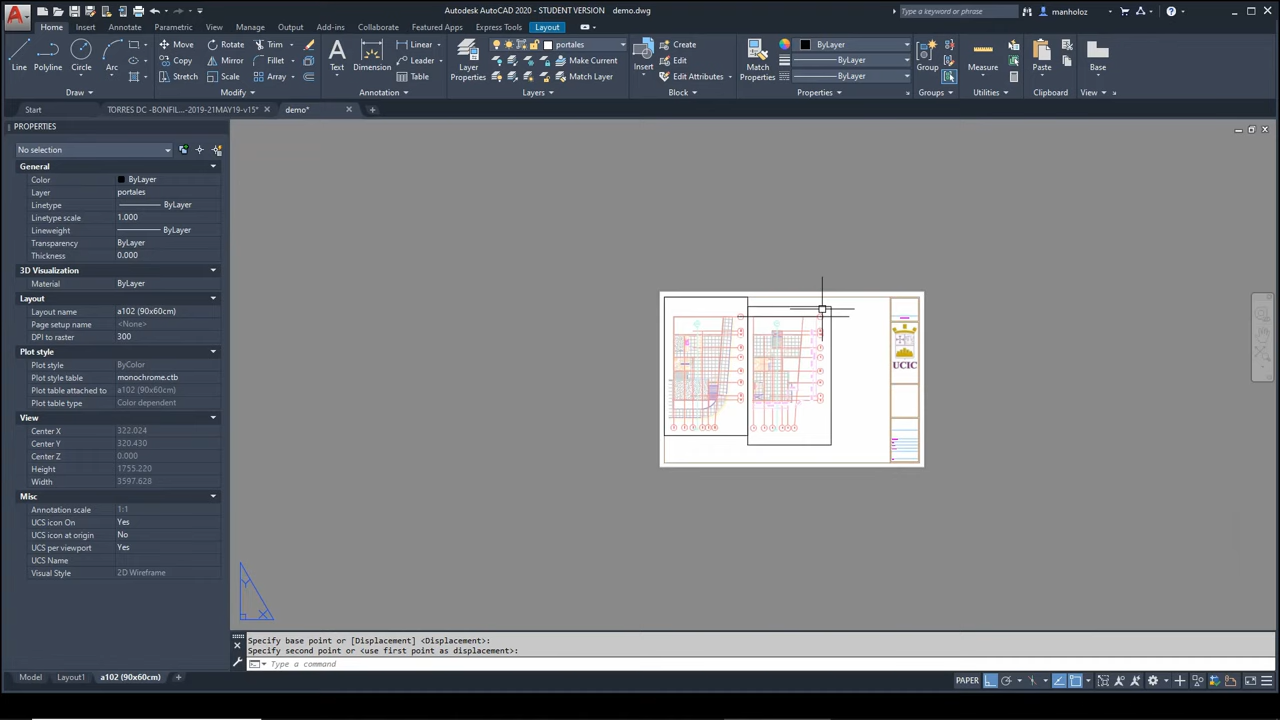 Autodesk AutoCAD 2020 - STUDENT VERSION demo.dwg
Type a keyword or phrase
manholoz
Home Insert Annotate Parametric View Manage Output Add-ins Collaborate Featured Apps Express Tools Layout
Line Polyline Circle Arc
Move Rotate Trim
Copy Mirror Fillet
Stretch Scale Array
Text Dimension
Linear
Leader
Table
Layer Properties
portales
Make Current
Match Layer
Insert
Create
Edit
Edit Attributes
Match Properties
ByLayer
ByLayer
ByLayer
Group Measure Paste Base
Draw Modify Annotation Layers Block Properties Groups Utilities Clipboard View
Start TORRES DC -BONFIL...-2019-21MAY19-v15* demo*
PROPERTIES
No selection
General
Color ByLayer
Layer portales
Linetype ByLayer
Linetype scale 1.000
Lineweight ByLayer
Transparency ByLayer
Thickness 0.000
3D Visualization
Material ByLayer
Layout
Layout name a102 (90x60cm)
Page setup name <None>
DPI to raster 300
Plot style
Plot style ByColor
Plot style table monochrome.ctb
Plot table attached to a102 (90x60cm)
Plot table type Color dependent
View
Center X 322.024
Center Y 320.430
Center Z 0.000
Height 1755.220
Width 3597.628
Misc
Annotation scale 1:1
UCS icon On Yes
UCS icon at origin No
UCS per viewport Yes
UCS Name
Visual Style 2D Wireframe
UCIC
Y
X
Specify base point or [Displacement] <Displacement>:
Specify second point or <use first point as displacement>:
Type a command
Model Layout1 a102 (90x60cm) +
PAPER